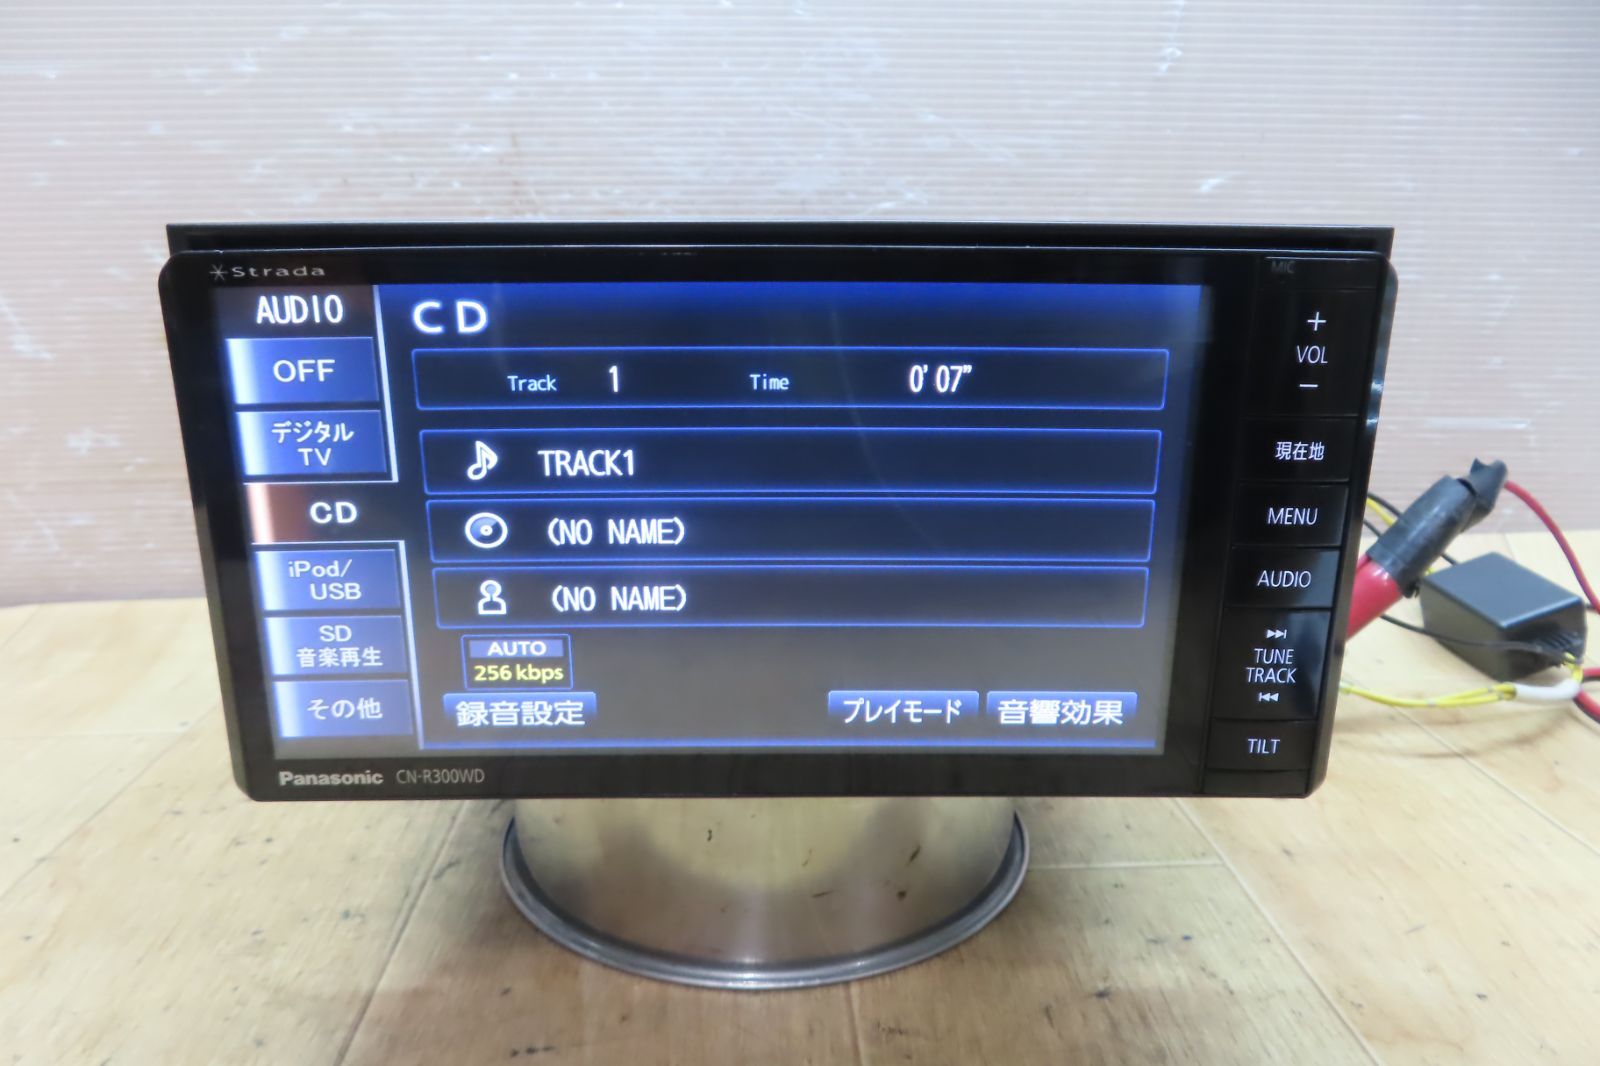 Strada
MIC
AUDIO
OFF
デジタル
TV
CD
iPod/
USB
SD
音楽再生
その他
CD
Track 1 Time 0'07"
TRACK1
(NO NAME)
(NO NAME)
AUTO
256 kbps
録音設定
プレイモード
音響効果
+
VOL
−
現在地
MENU
AUDIO
TUNE
TRACK
TILT
Panasonic CN-R300WD